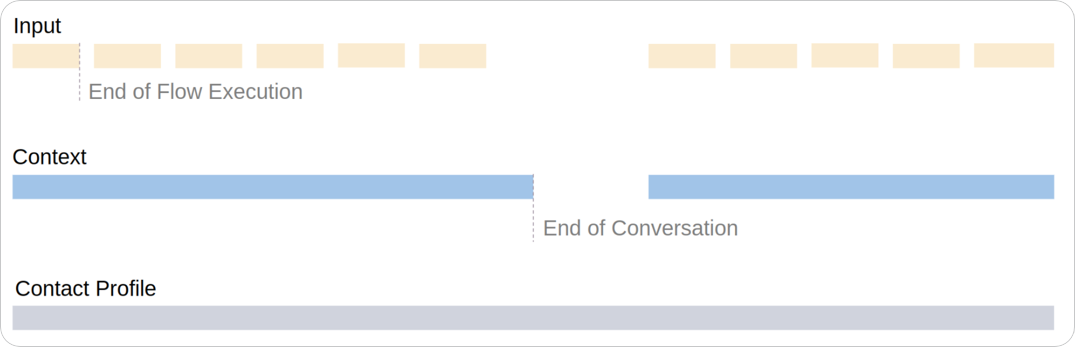 Input
End of Flow Execution
Context
End of Conversation
Contact Profile